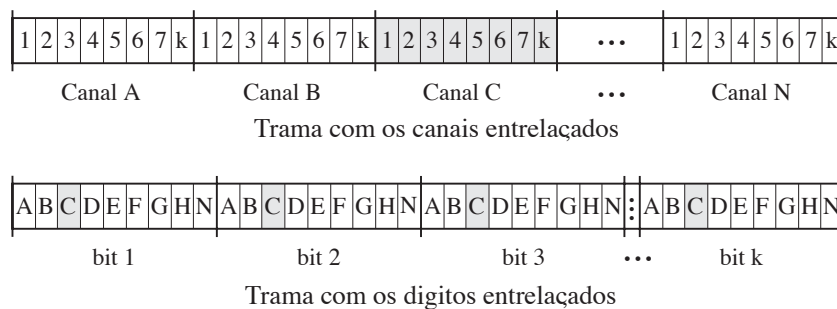 1 2 3 4 5 6 7 k 1 2 3 4 5 6 7 k 1 2 3 4 5 6 7 k ... 1 2 3 4 5 6 7 k
Canal A Canal B Canal C ... Canal N
Trama com os canais entrelaçados
A B C D E F G H N A B C D E F G H N A B C D E F G H N ⋮ A B C D E F G H N
bit 1 bit 2 bit 3 ... bit k
Trama com os digitos entrelaçados